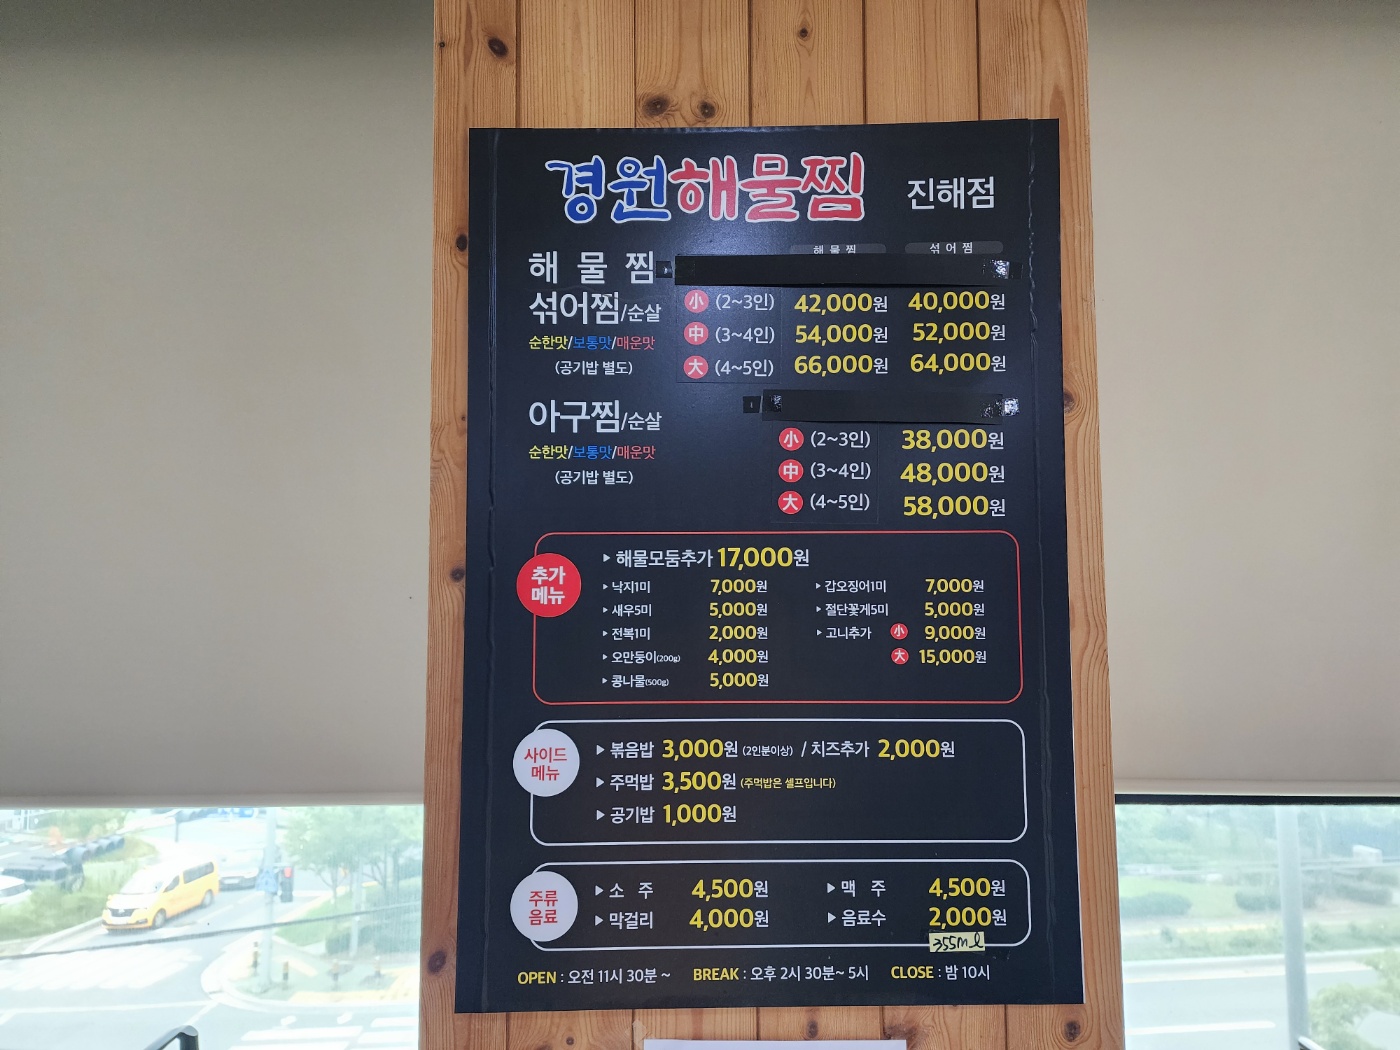 경원해물찜 진해점
해물찜 섞어찜
해물찜
섞어찜/순살
순한맛/보통맛/매운맛
(공기밥 별도)
小 (2~3인) 42,000원 40,000원
中 (3~4인) 54,000원 52,000원
大 (4~5인) 66,000원 64,000원
아구찜/순살
순한맛/보통맛/매운맛
(공기밥 별도)
小 (2~3인) 38,000원
中 (3~4인) 48,000원
大 (4~5인) 58,000원
추가
메뉴
▶ 해물모둠추가 17,000원
▶ 낙지1미 7,000원 ▶ 갑오징어1미 7,000원
▶ 새우5미 5,000원 ▶ 절단꽃게5미 5,000원
▶ 전복1미 2,000원 ▶ 고니추가 小 9,000원
▶ 오만둥이(200g) 4,000원 大 15,000원
▶ 콩나물(500g) 5,000원
사이드
메뉴
▶ 볶음밥 3,000원 (2인분이상) / 치즈추가 2,000원
▶ 주먹밥 3,500원 (주먹밥은 셀프입니다)
▶ 공기밥 1,000원
주류
음료
▶ 소 주 4,500원 ▶ 맥 주 4,500원
▶ 막걸리 4,000원 ▶ 음료수 2,000원
355ml
OPEN : 오전 11시 30분 ~ BREAK : 오후 2시 30분~ 5시 CLOSE : 밤 10시